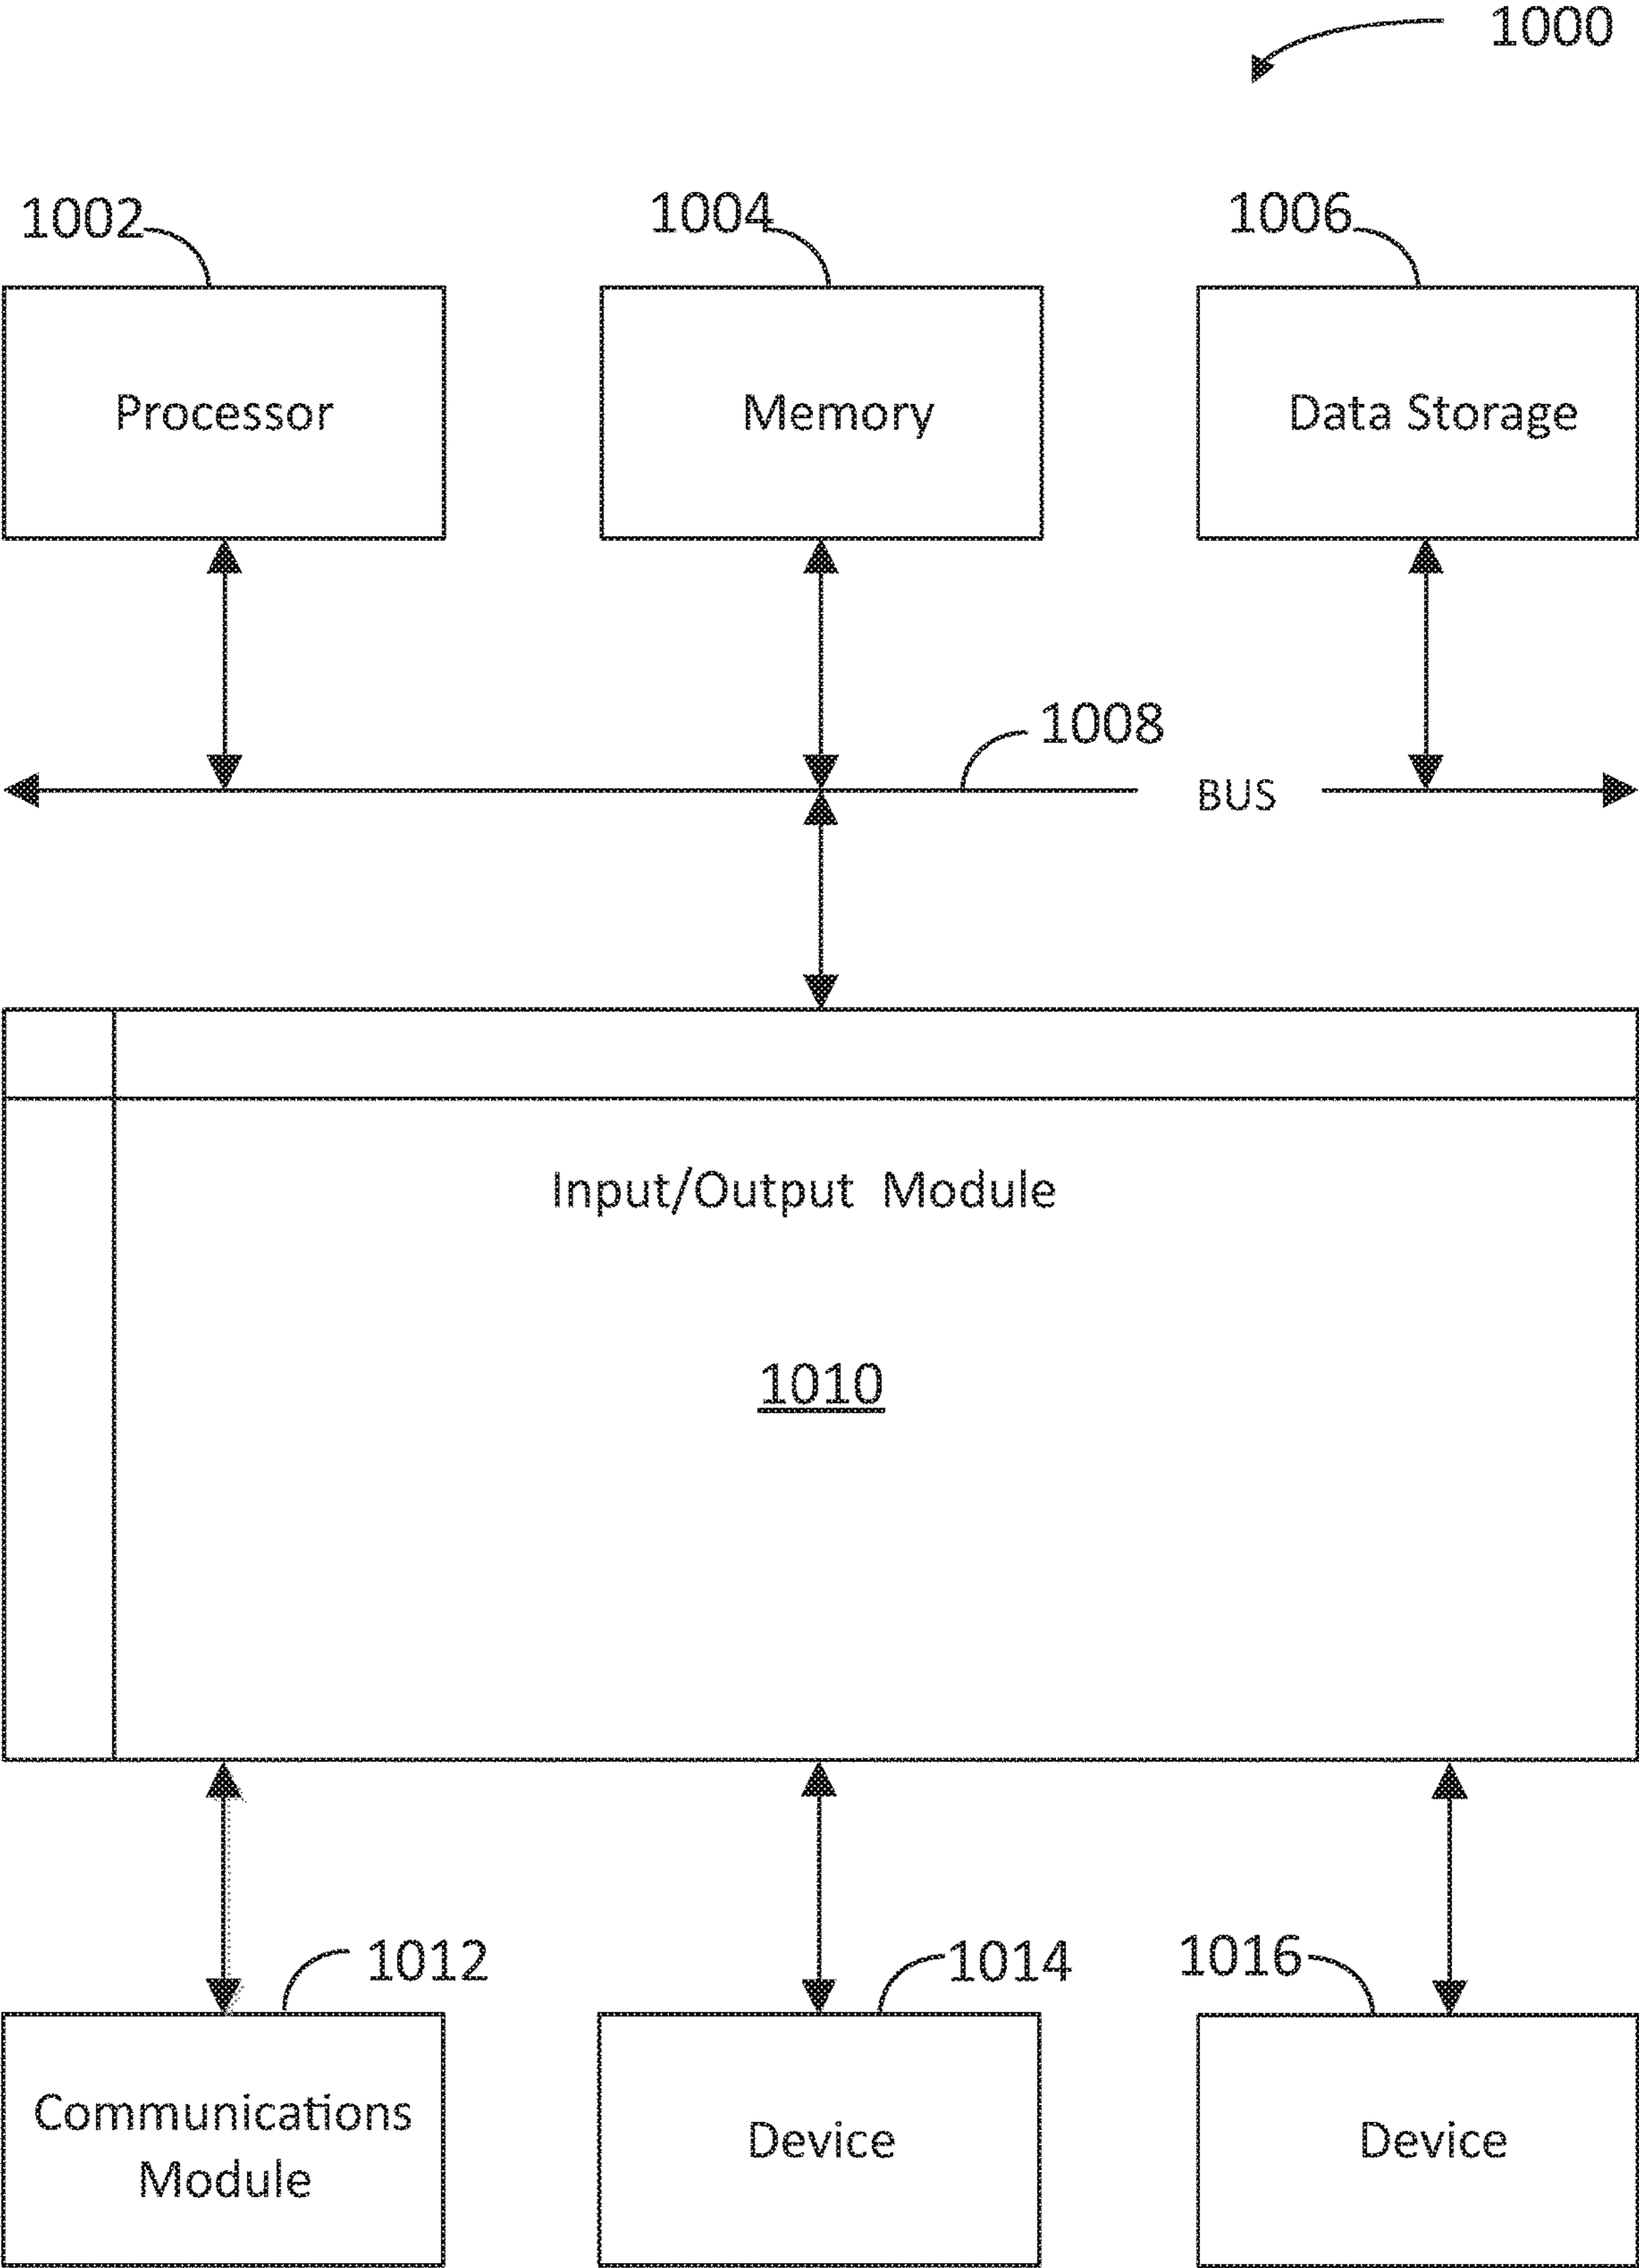 1000
1002
1004
1006
Processor
Memory
Data Storage
1008
BUS
Input/Output Module
1010
1012
1014
1016
Communications
Module
Device
Device